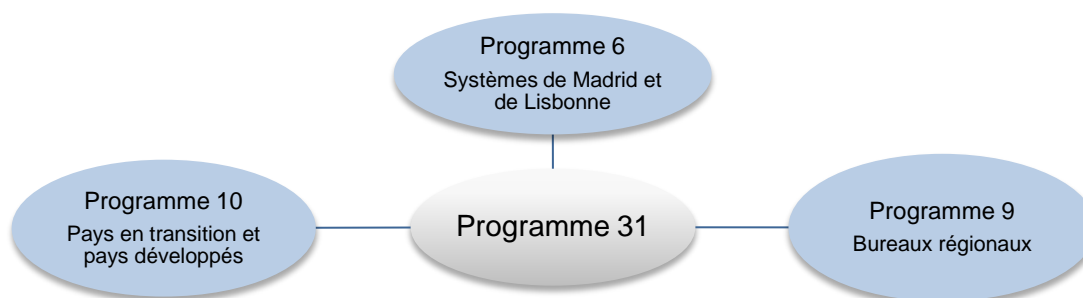 Programme 6
Systèmes de Madrid et
de Lisbonne
Programme 10
Pays en transition et
pays développés
Programme 31
Programme 9
Bureaux régionaux